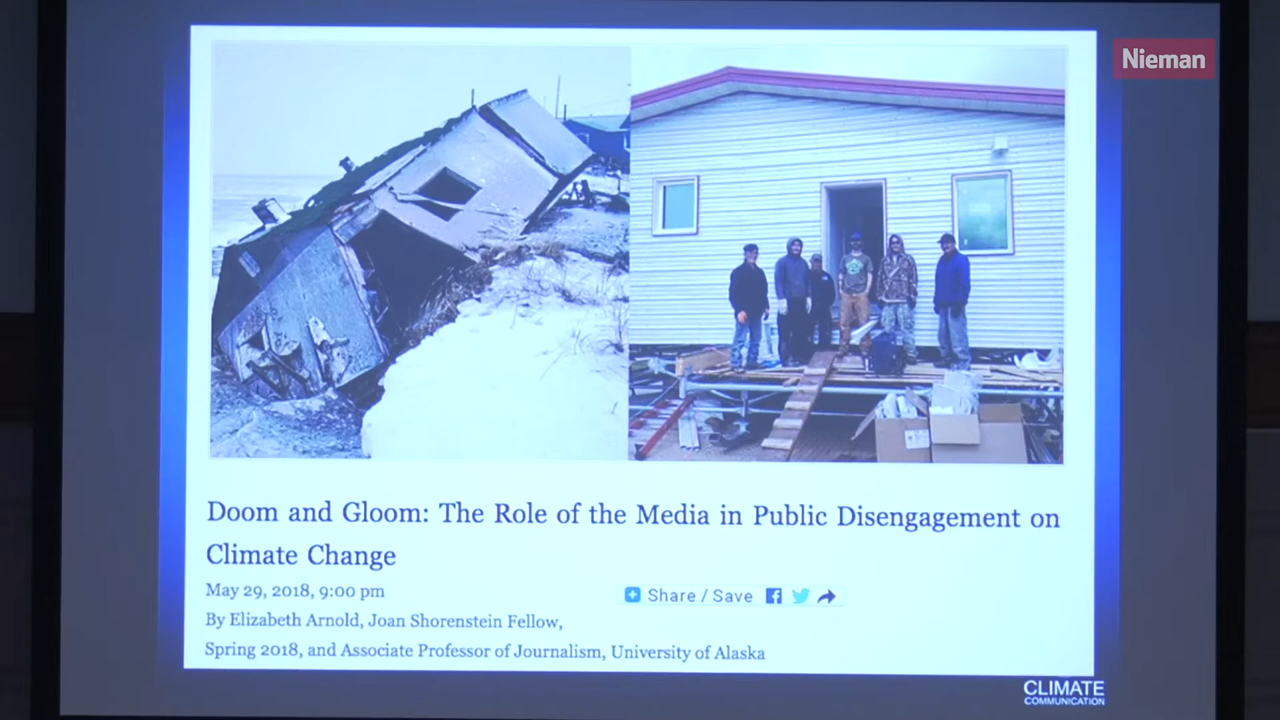 Nieman
Doom and Gloom: The Role of the Media in Public Disengagement on
Climate Change
May 29, 2018, 9:00 pm
Share / Save
By Elizabeth Arnold, Joan Shorenstein Fellow,
Spring 2018, and Associate Professor of Journalism, University of Alaska
CLIMATE
COMMUNICATION